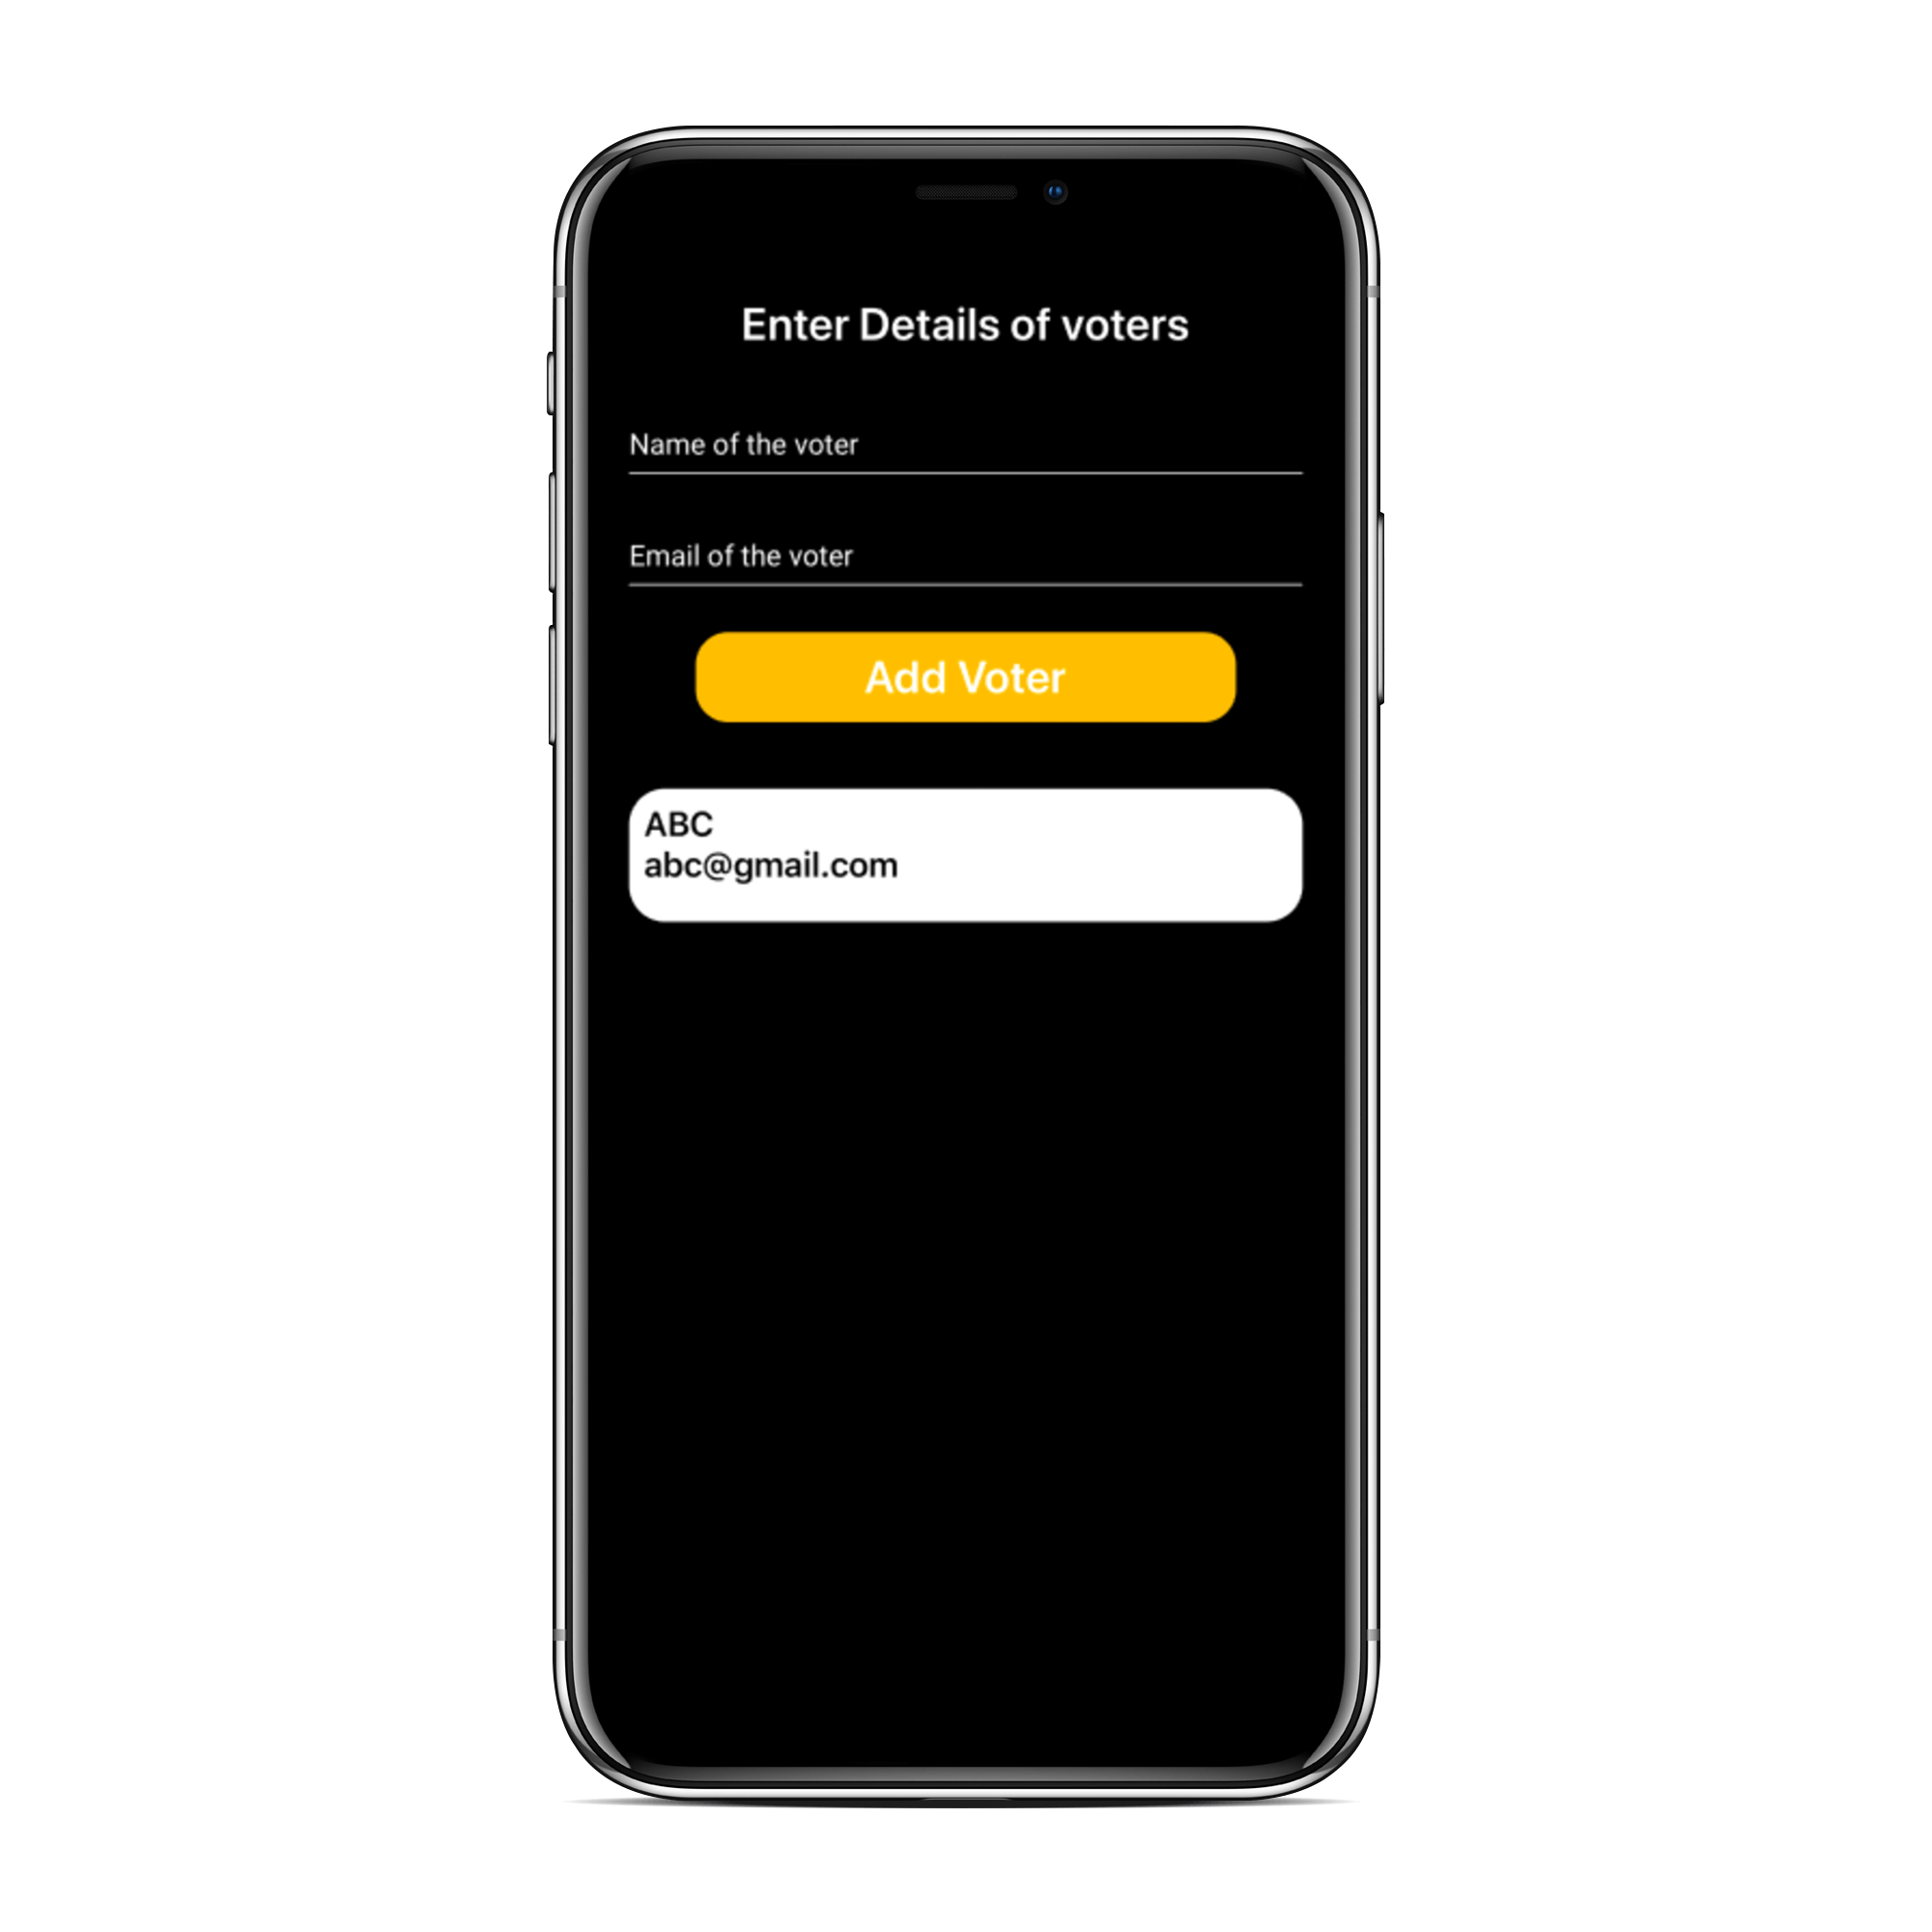 Enter Details of voters
Name of the voter
Email of the voter
Add Voter
ABC
abc@gmail.com